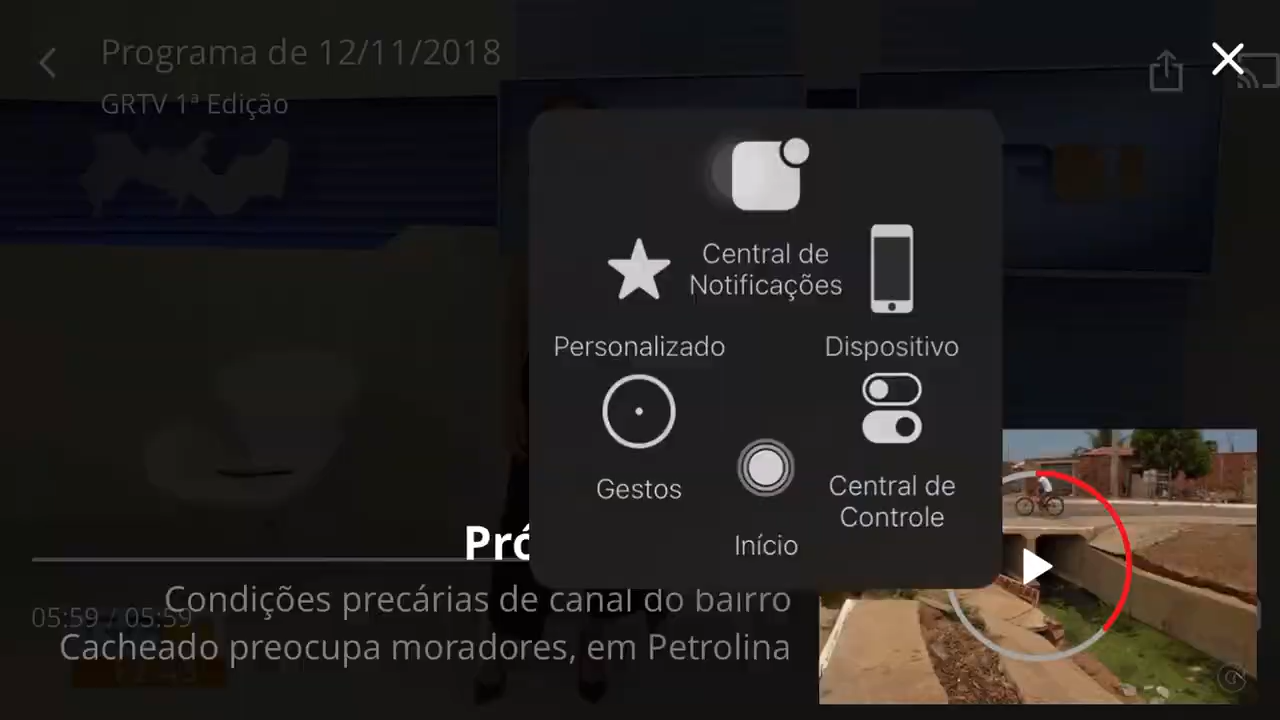 Programa de 12/11/2018
GRTV 1ª Edição
Central de
Notificações
Personalizado
Dispositivo
Gestos
Central de
Controle
Início
Pró
05:59 / 05:59
Condições precárias de canal do bairro
Cacheado preocupa moradores, em Petrolina